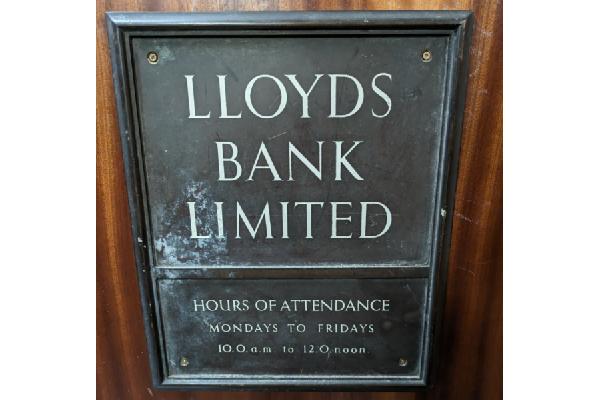 LLOYDS
BANK
LIMITED
HOURS OF ATTENDANCE
MONDAYS TO FRIDAYS
10.0 a.m. to 12.0 noon.